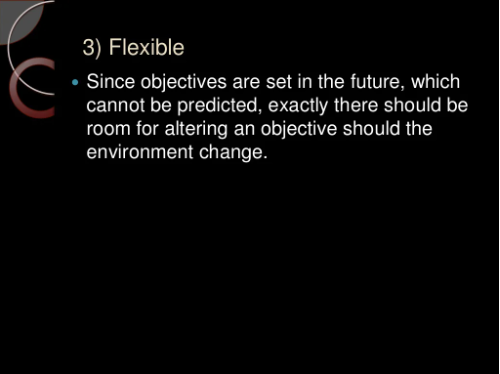 3) Flexible
• Since objectives are set in the future, which
cannot be predicted, exactly there should be
room for altering an objective should the
environment change.